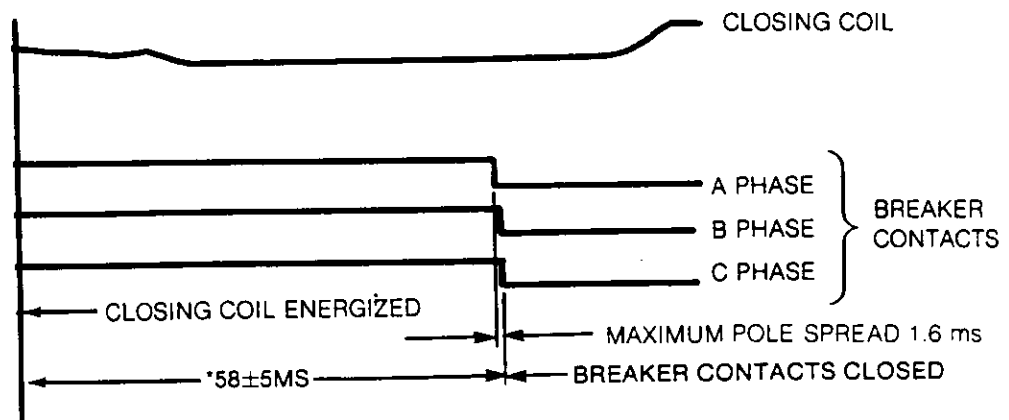 CLOSING COIL
A PHASE
B PHASE
C PHASE
BREAKER
CONTACTS
CLOSING COIL ENERGIZED
MAXIMUM POLE SPREAD 1.6 ms
*58±5MS
BREAKER CONTACTS CLOSED